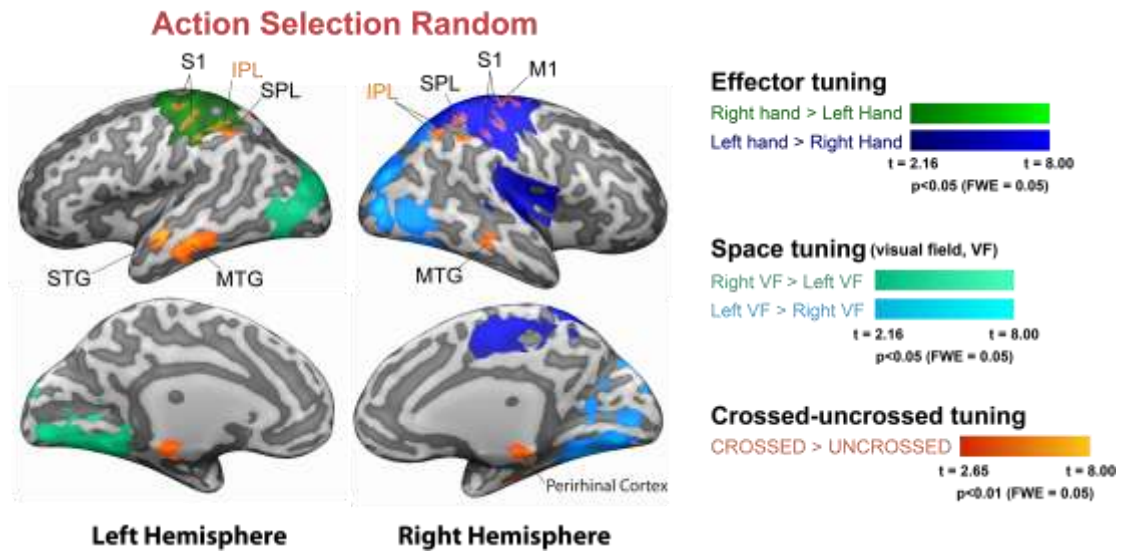 Action Selection Random
S1
IPL
SPL
STG
MTG
S1
M1
SPL
IPL
MTG
Perirhinal Cortex
Left Hemisphere
Right Hemisphere
Effector tuning
Right hand > Left Hand
Left hand > Right Hand
t = 2.16 t = 8.00
p<0.05 (FWE = 0.05)
Space tuning (visual field, VF)
Right VF > Left VF
Left VF > Right VF
t = 2.16 t = 8.00
p<0.05 (FWE = 0.05)
Crossed-uncrossed tuning
CROSSED > UNCROSSED
t = 2.65 t = 8.00
p<0.01 (FWE = 0.05)